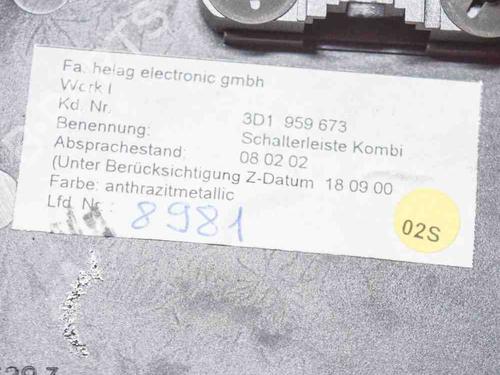 Fa. helag electronic gmbh
Werk I
Kd. Nr. 3D1 959 673
Benennung: Schalterleiste Kombi
Absprachestand: 08 02 02
(Unter Berücksichtigung Z-Datum 18 09 00
Farbe: anthrazitmetallic
Lfd. Nr.: 8981
02S